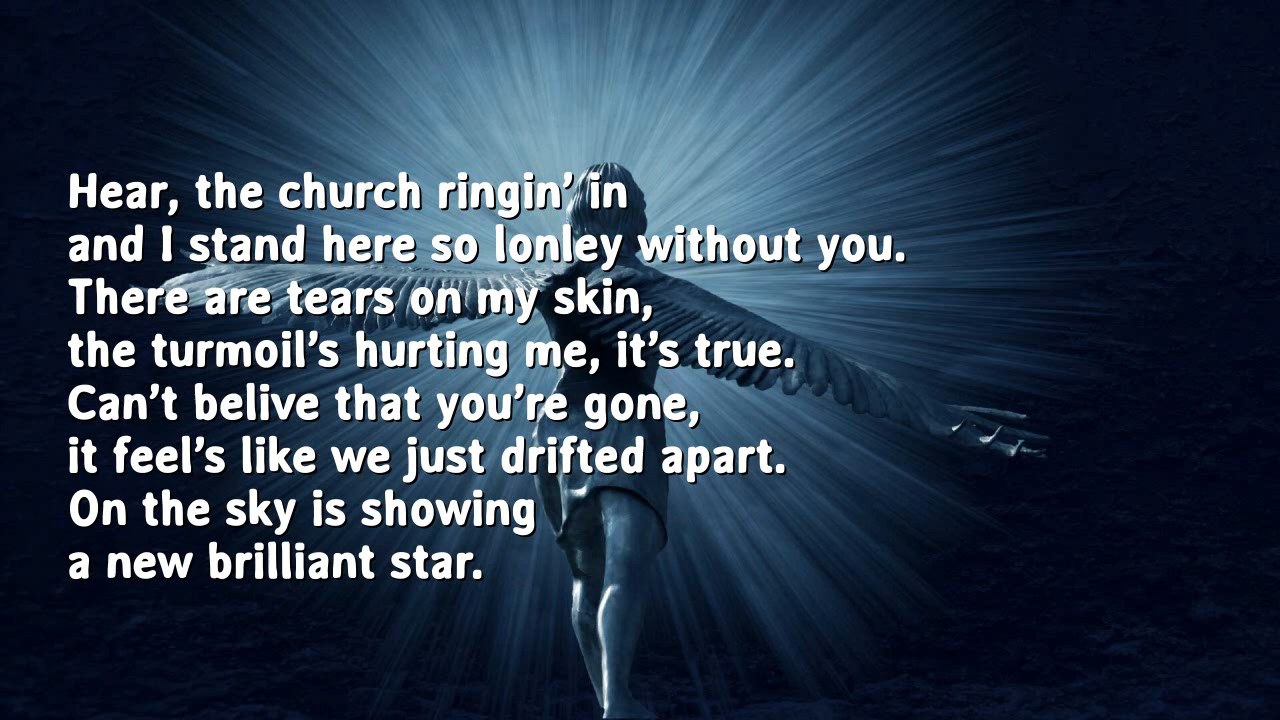 Hear, the church ringin’ in
and I stand here so lonley without you.
There are tears on my skin,
the turmoil’s hurting me, it’s true.
Can’t belive that you’re gone,
it feel’s like we just drifted apart.
On the sky is showing
a new brilliant star.